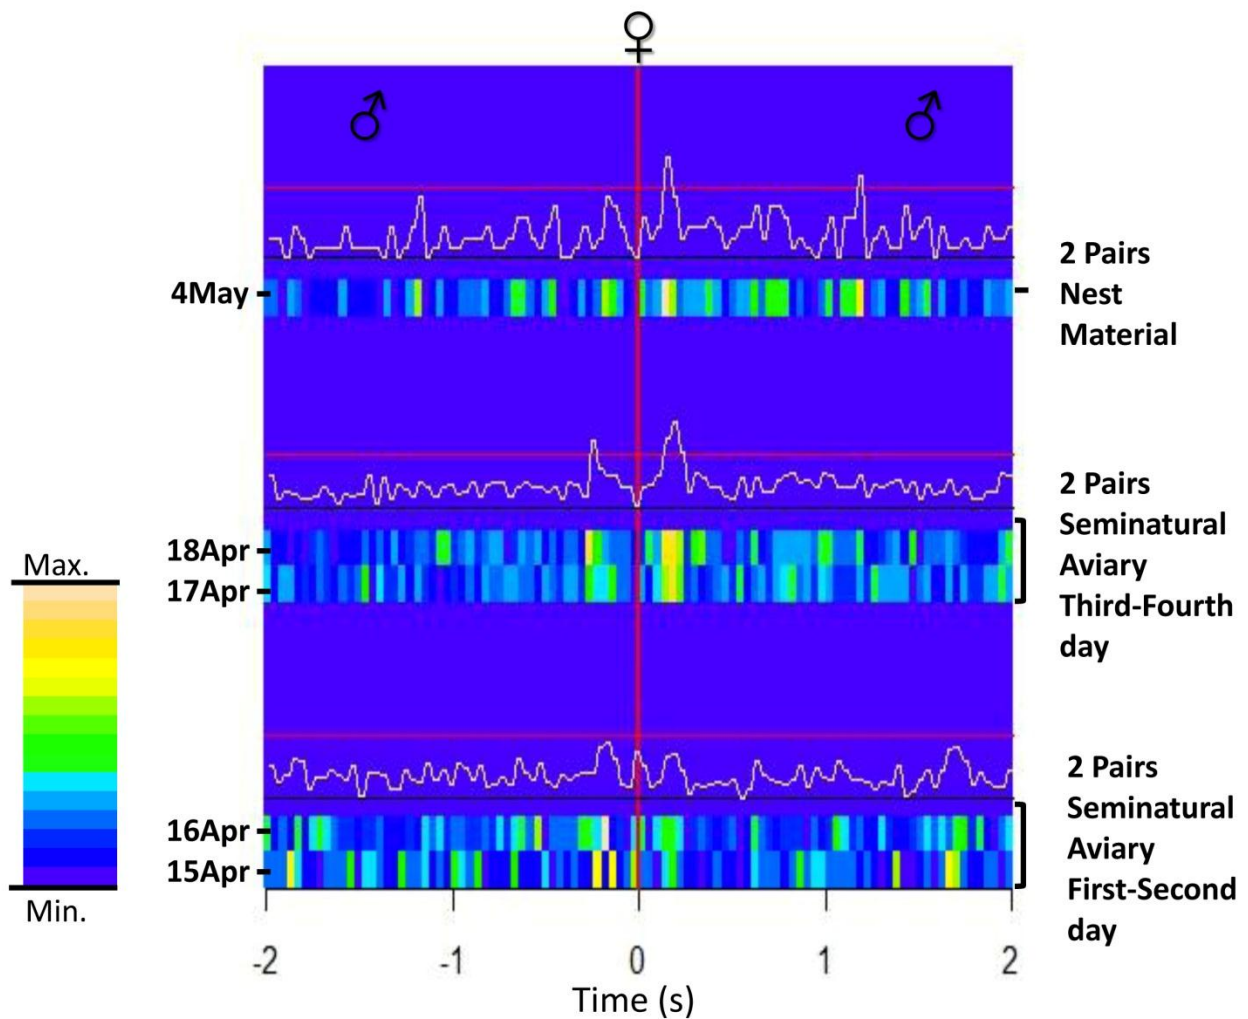 ♀
♂ ♂
4May
2 Pairs
Nest
Material
18Apr
17Apr
2 Pairs
Seminatural
Aviary
Third-Fourth
day
Max.
Min.
16Apr
15Apr
2 Pairs
Seminatural
Aviary
First-Second
day
-2 -1 0 1 2
Time (s)